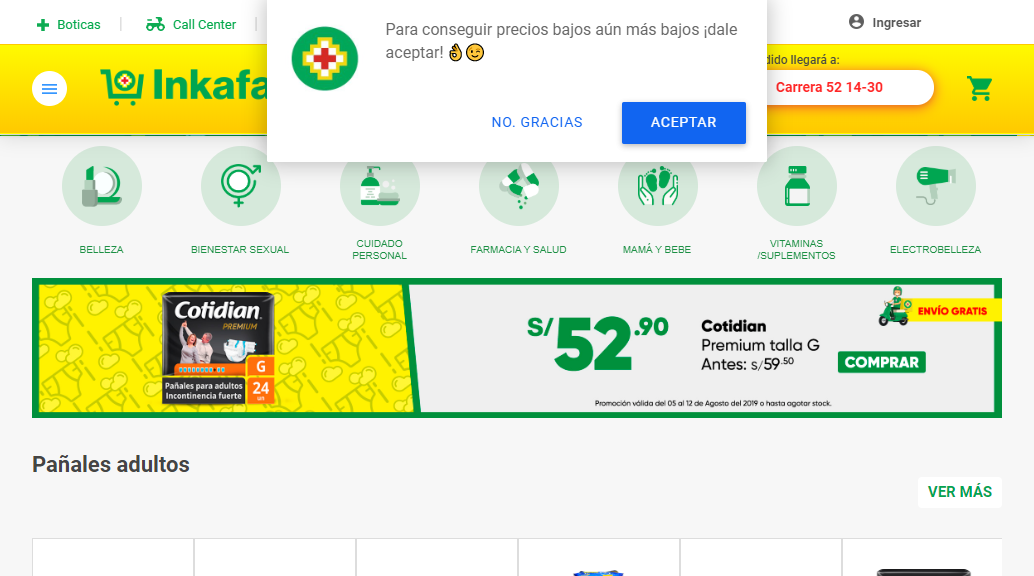 Boticas
Call Center
Para conseguir precios bajos aún más bajos ¡dale
aceptar! 👌😉
NO. GRACIAS
ACEPTAR
Ingresar
Inkafa
dido llegará a:
Carrera 52 14-30
BELLEZA
BIENESTAR SEXUAL
CUIDADO
PERSONAL
FARMACIA Y SALUD
MAMÁ Y BEBE
VITAMINAS
/SUPLEMENTOS
ELECTROBELLEZA
Cotidian
PREMIUM
G
24
un
Pañales para adultos
Incontinencia fuerte
S/52.90
Cotidian
Premium talla G
Antes: s/59.50
ENVÍO GRATIS
COMPRAR
Promoción válida del 05 al 12 de Agosto del 2019 o hasta agotar stock.
Pañales adultos
VER MÁS